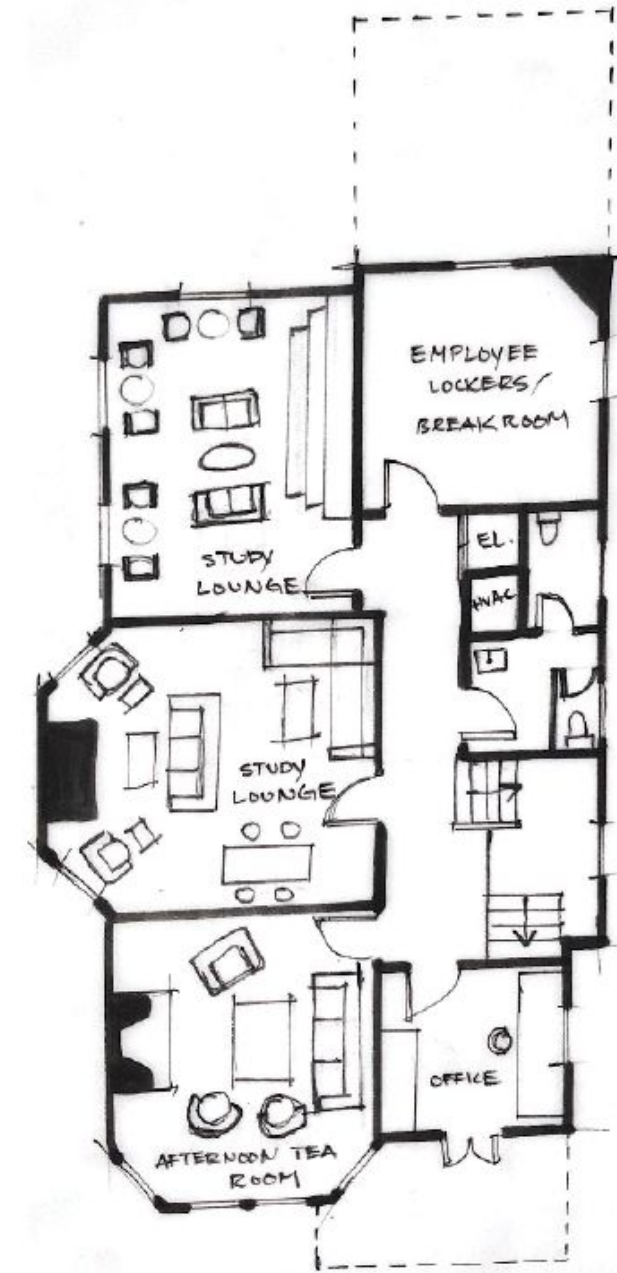 EMPLOYEE
LOCKERS/
BREAKROOM
EL.
HVAC
STUDY
LOUNGE
STUDY
LOUNGE
OFFICE
AFTERNOON TEA
ROOM